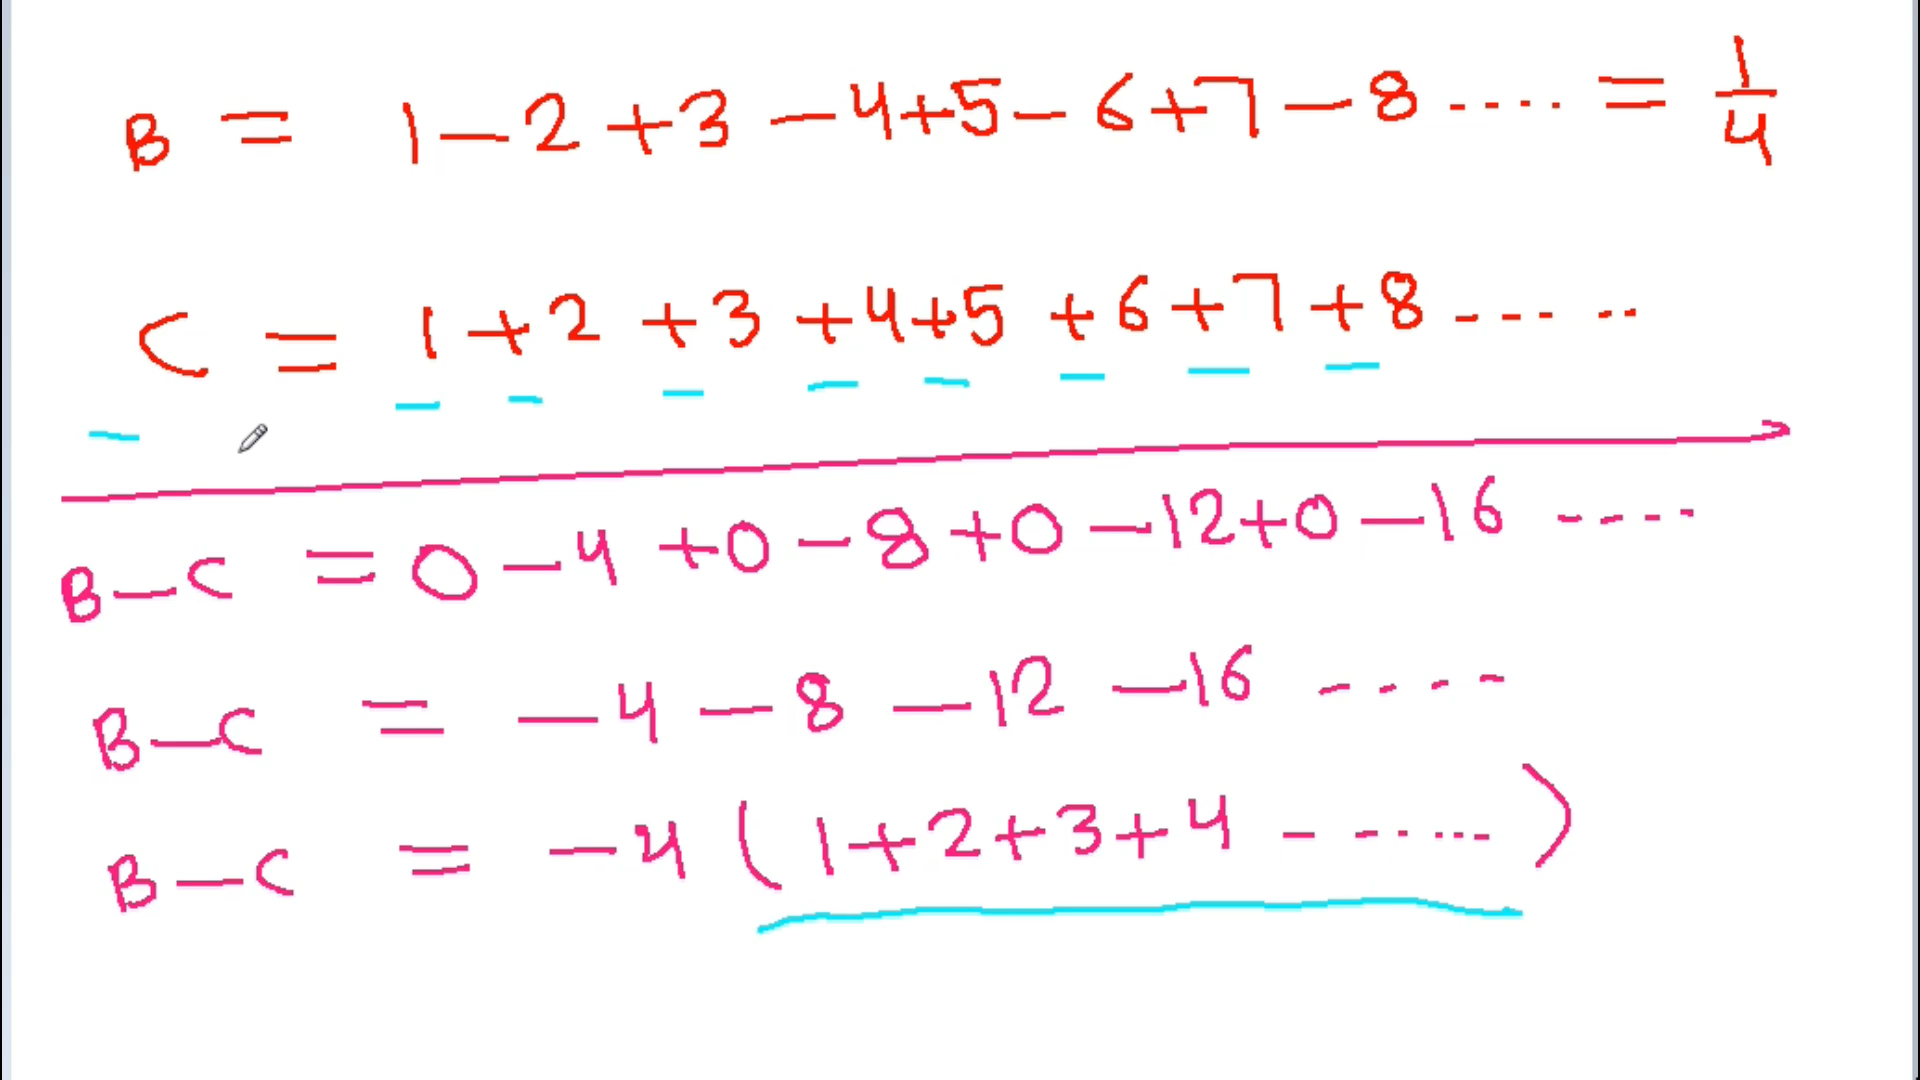 B = 1 - 2 + 3 - 4 + 5 - 6 + 7 - 8 ..... = 1/4
C = 1 + 2 + 3 + 4 + 5 + 6 + 7 + 8 ......
B - C = 0 - 4 + 0 - 8 + 0 - 12 + 0 - 16 .....
B - C = - 4 - 8 - 12 - 16 ....
B - C = - 4 ( 1 + 2 + 3 + 4 ...... )